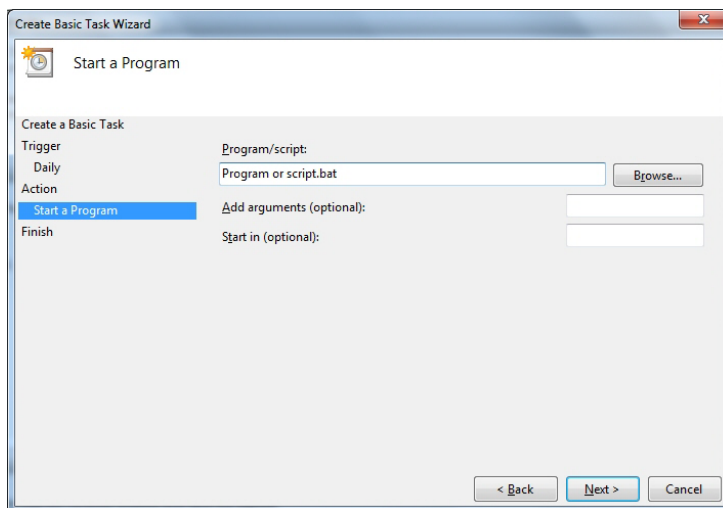 Create Basic Task Wizard
Start a Program
Create a Basic Task
Trigger
Daily
Action
Start a Program
Finish
Program/script:
Program or script.bat
Browse...
Add arguments (optional):
Start in (optional):
< Back
Next >
Cancel